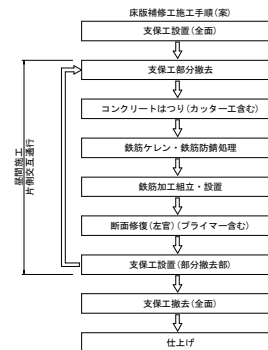 床版補修工施工手順(案)
支保工設置(全面)
支保工部分撤去
コンクリートはつり(カッター工含む)
鉄筋ケレン・鉄筋防錆処理
鉄筋加工組立・設置
断面修復(左官)(プライマー含む)
支保工設置(部分撤去部)
支保工撤去(全面)
仕上げ
昼間施工
片側交互通行